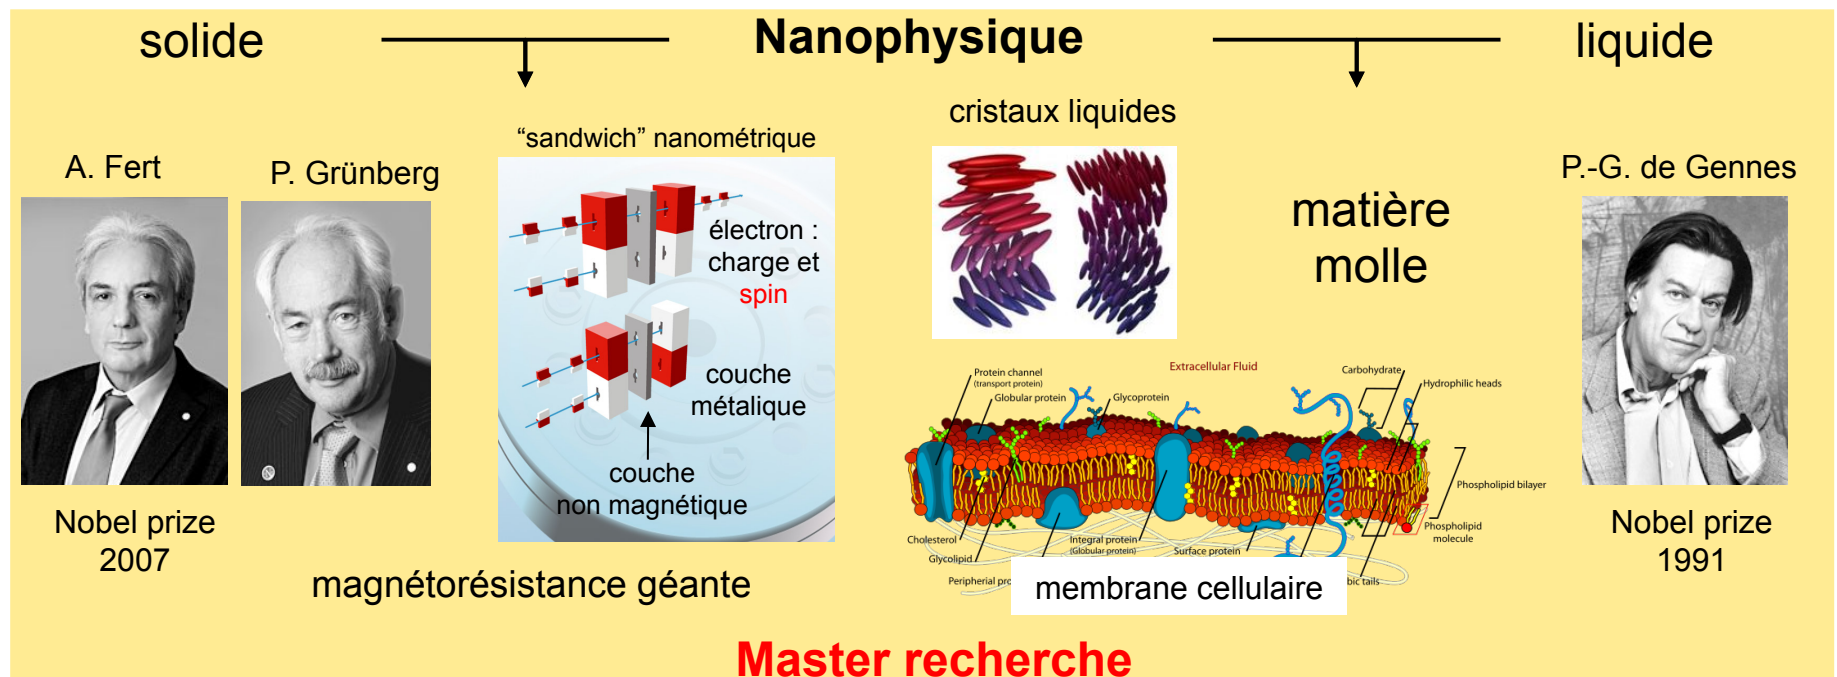 solide
Nanophysique
liquide
A. Fert
P. Grünberg
Nobel prize
2007
“sandwich” nanométrique
électron :
charge et
spin
couche
métalique
couche
non magnétique
magnétorésistance géante
cristaux liquides
matière
molle
P.-G. de Gennes
Nobel prize
1991
Extracellular Fluid
Protein channel
(transport protein)
Globular protein
Glycoprotein
Carbohydrate
Hydrophilic heads
Phospholipid bilayer
Phospholipid
molecule
Cholesterol
Glycolipid
Peripherial
Integral protein
(Globular protein)
Surface protein
tails
membrane cellulaire
Master recherche